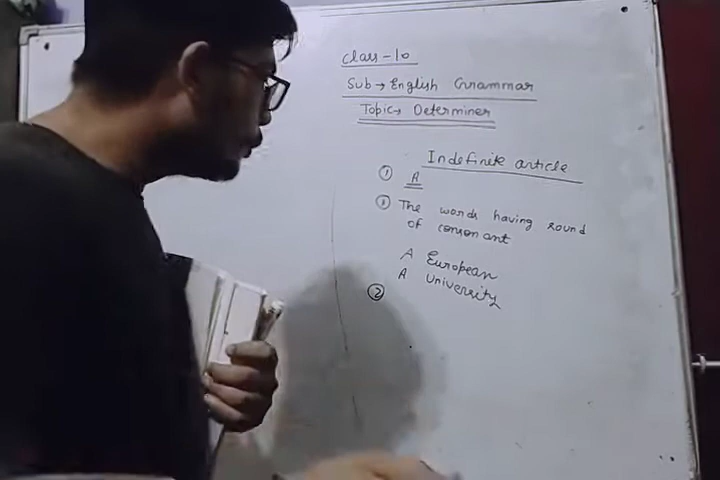 class - 10
Sub → English Grammar
Topic → Determiner
Indefinite article
① A
① The words having round
of consonant
A European
A University
②